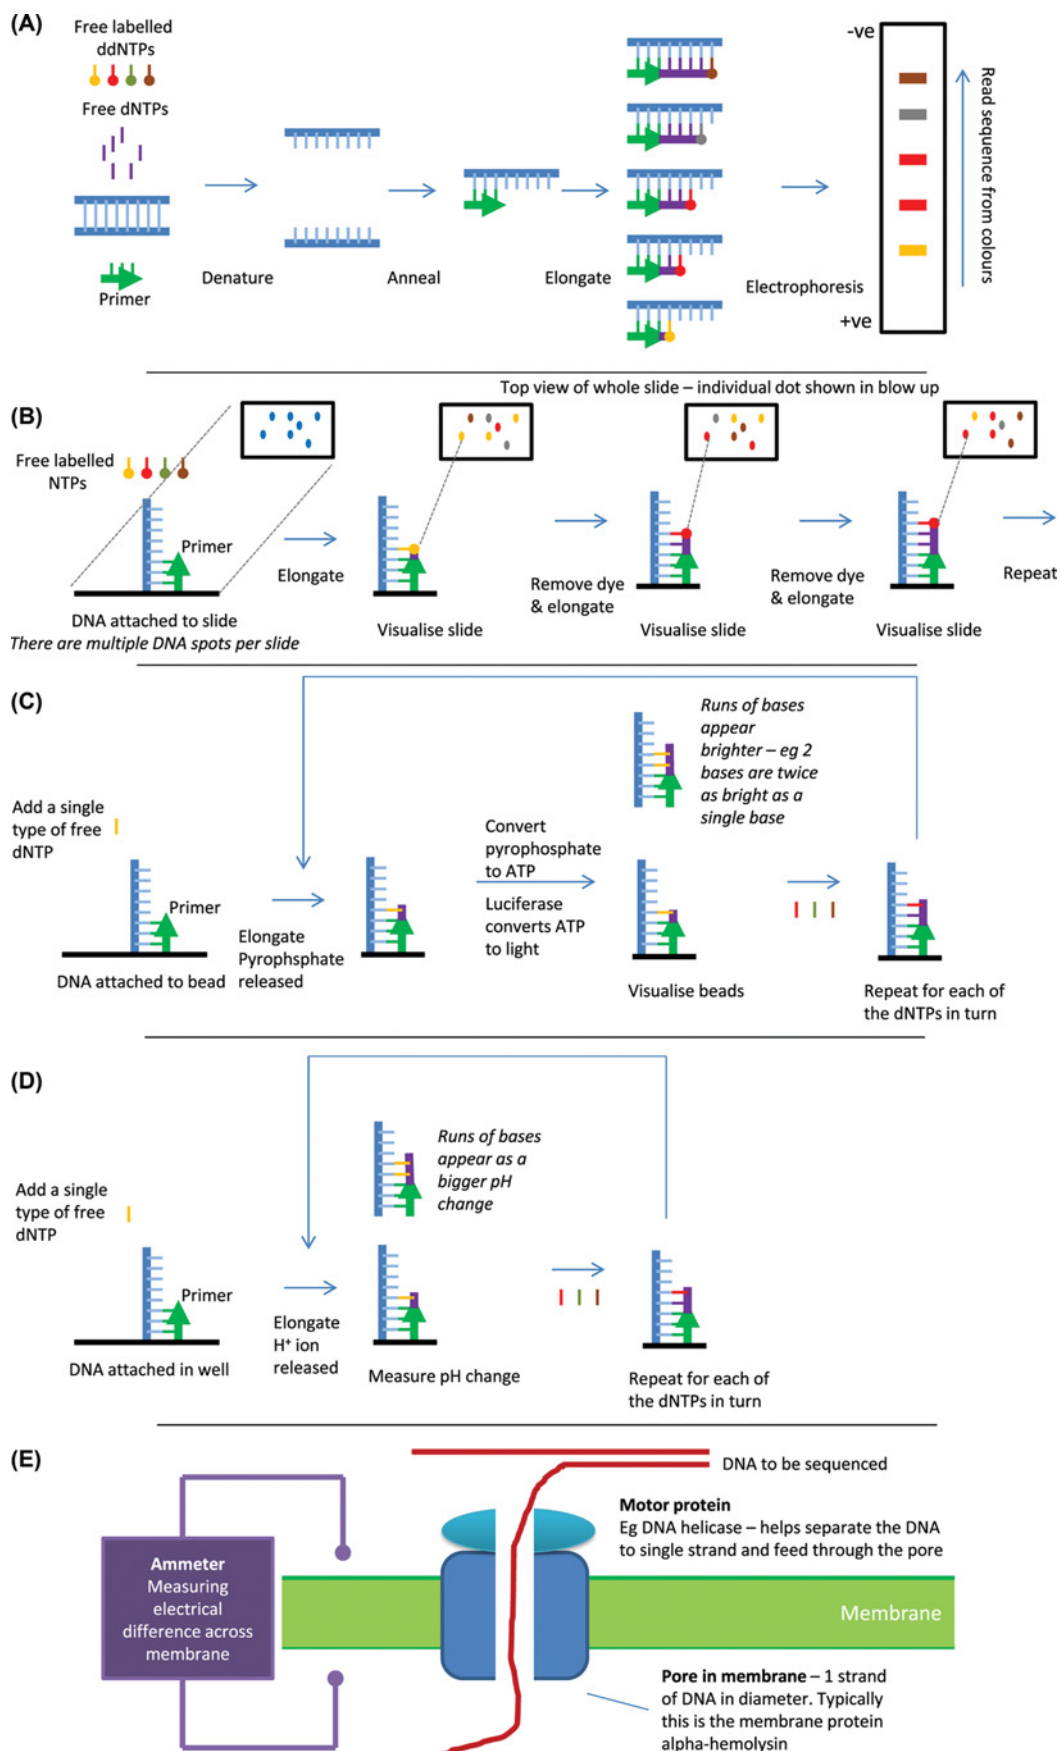 (A)
Free labelled
ddNTPs
Free dNTPs
Primer
Denature
Anneal
Elongate
Electrophoresis
-ve
+ve
Read sequence from colours
Top view of whole slide – individual dot shown in blow up
(B)
Free labelled
NTPs
Primer
DNA attached to slide
There are multiple DNA spots per slide
Elongate
Visualise slide
Remove dye
& elongate
Visualise slide
Remove dye
& elongate
Visualise slide
Repeat
(C)
Add a single
type of free
dNTP
Primer
DNA attached to bead
Elongate
Pyrophsphate
released
Convert
pyrophosphate
to ATP
Luciferase
converts ATP
to light
Runs of bases
appear
brighter – eg 2
bases are twice
as bright as a
single base
Visualise beads
Repeat for each of
the dNTPs in turn
(D)
Add a single
type of free
dNTP
Primer
DNA attached in well
Elongate
H⁺ ion
released
Runs of bases
appear as a
bigger pH
change
Measure pH change
Repeat for each of
the dNTPs in turn
(E)
DNA to be sequenced
Motor protein
Eg DNA helicase – helps separate the DNA
to single strand and feed through the pore
Ammeter
Measuring
electrical
difference across
membrane
Membrane
Pore in membrane – 1 strand
of DNA in diameter. Typically
this is the membrane protein
alpha-hemolysin